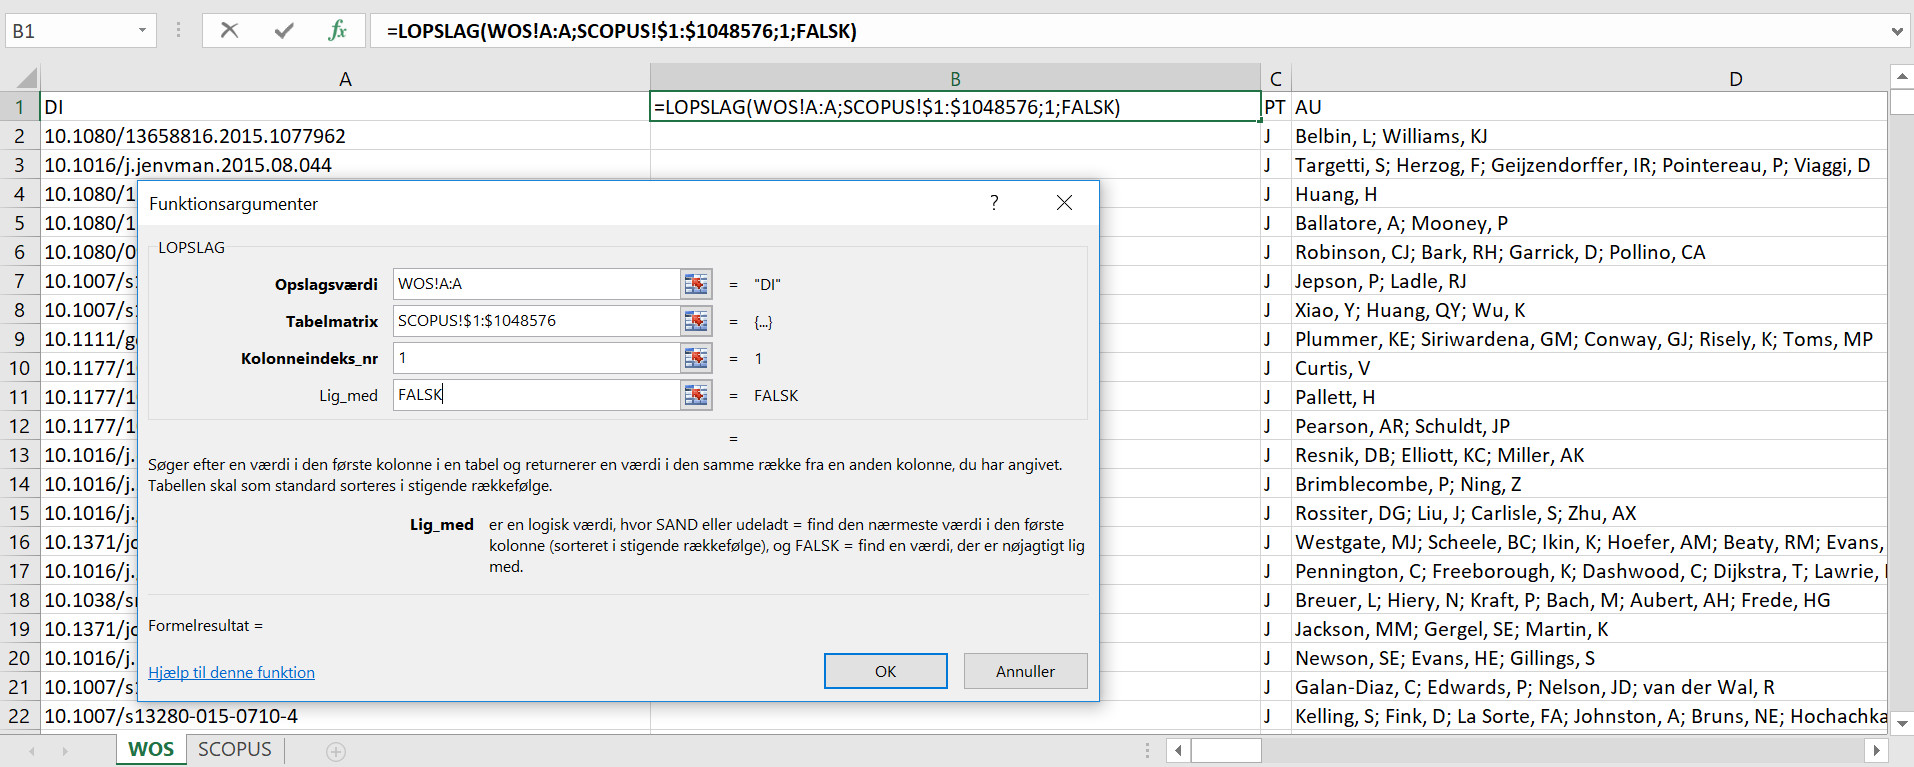 B1
fx
=LOPSLAG(WOS!A:A;SCOPUS!$1:$1048576;1;FALSK)
A B C D
1 DI =LOPSLAG(WOS!A:A;SCOPUS!$1:$1048576;1;FALSK) PT AU
2 10.1080/13658816.2015.1077962 J Belbin, L; Williams, KJ
3 10.1016/j.jenvman.2015.08.044 J Targetti, S; Herzog, F; Geijzendorffer, IR; Pointereau, P; Viaggi, D
4 10.1080/1 J Huang, H
5 10.1080/1 J Ballatore, A; Mooney, P
6 10.1080/0 J Robinson, CJ; Bark, RH; Garrick, D; Pollino, CA
7 10.1007/s1 J Jepson, P; Ladle, RJ
8 10.1007/s1 J Xiao, Y; Huang, QY; Wu, K
9 10.1111/g J Plummer, KE; Siriwardena, GM; Conway, GJ; Risely, K; Toms, MP
10 10.1177/10 J Curtis, V
11 10.1177/10 J Pallett, H
12 10.1177/10 J Pearson, AR; Schuldt, JP
13 10.1016/j. J Resnik, DB; Elliott, KC; Miller, AK
14 10.1016/j. J Brimblecombe, P; Ning, Z
15 10.1016/j. J Rossiter, DG; Liu, J; Carlisle, S; Zhu, AX
16 10.1371/jo J Westgate, MJ; Scheele, BC; Ikin, K; Hoefer, AM; Beaty, RM; Evans,
17 10.1016/j. J Pennington, C; Freeborough, K; Dashwood, C; Dijkstra, T; Lawrie,
18 10.1038/s J Breuer, L; Hiery, N; Kraft, P; Bach, M; Aubert, AH; Frede, HG
19 10.1371/jo J Jackson, MM; Gergel, SE; Martin, K
20 10.1016/j. J Newson, SE; Evans, HE; Gillings, S
21 10.1007/s1 J Galan-Diaz, C; Edwards, P; Nelson, JD; van der Wal, R
22 10.1007/s13280-015-0710-4 J Kelling, S; Fink, D; La Sorte, FA; Johnston, A; Bruns, NE; Hochachka
Funktionsargumenter ?
LOPSLAG
Opslagsværdi WOS!A:A = "DI"
Tabelmatrix SCOPUS!$1:$1048576 = {...}
Kolonneindeks_nr 1 = 1
Lig_med FALSK = FALSK
=
Søger efter en værdi i den første kolonne i en tabel og returnerer en værdi i den samme række fra en anden kolonne, du har angivet.
Tabellen skal som standard sorteres i stigende rækkefølge.
Lig_med er en logisk værdi, hvor SAND eller udeladt = find den nærmeste værdi i den første
kolonne (sorteret i stigende rækkefølge), og FALSK = find en værdi, der er nøjagtigt lig
med.
Formelresultat =
Hjælp til denne funktion
OK Annuller
WOS SCOPUS